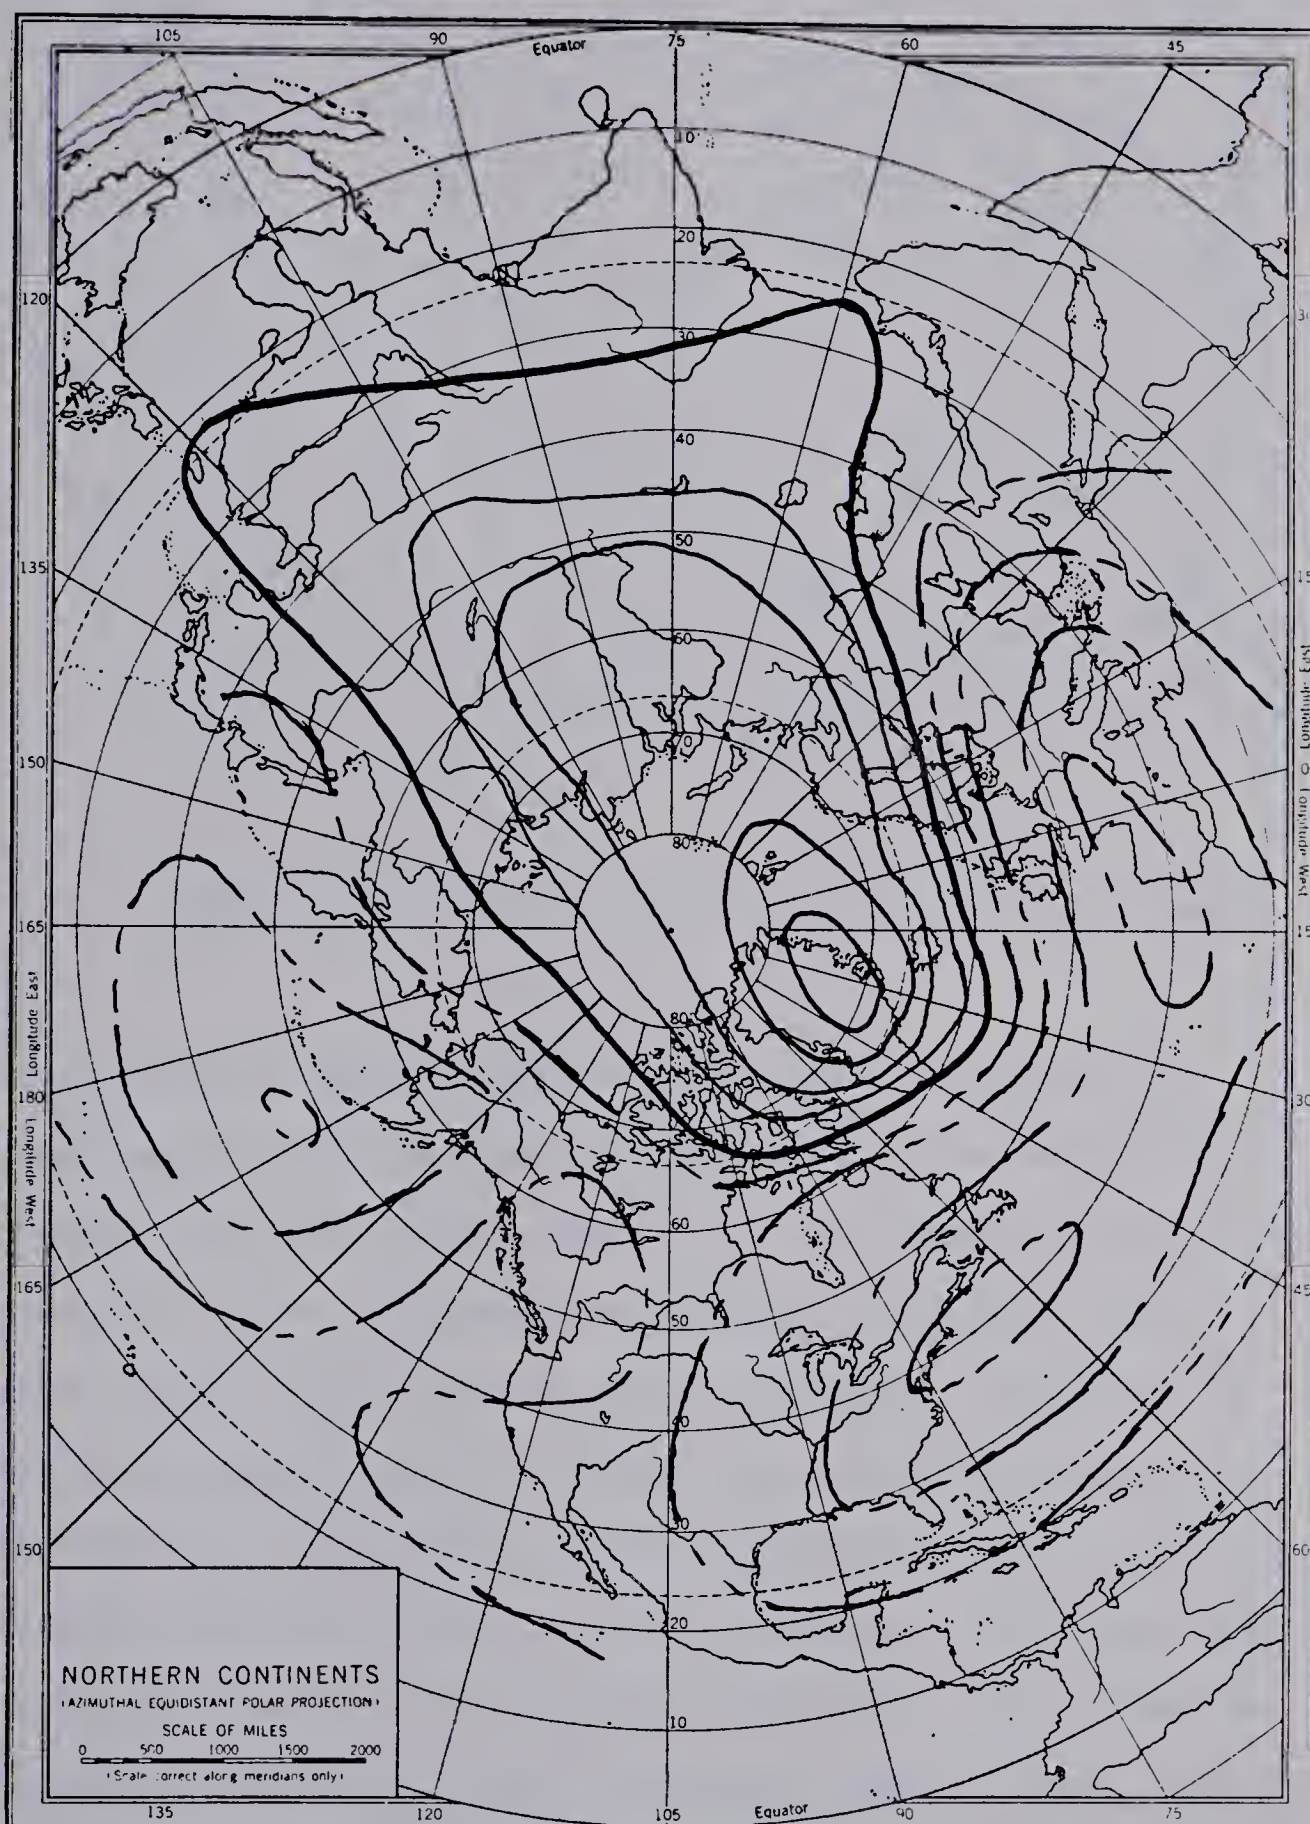 105 90 Equator 75 60 45
10
20
120
30
40
135
50
15
60
70
150
0
80
165
15
80
180
30
60
165
45
50
40
150
30
60
20
10
Longitude East
Longitude West
Longitude East
Longitude West
NORTHERN CONTINENTS
(AZIMUTHAL EQUIDISTANT POLAR PROJECTION)
SCALE OF MILES
0 500 1000 1500 2000
(Scale correct along meridians only)
135 120 105 Equator 90 75